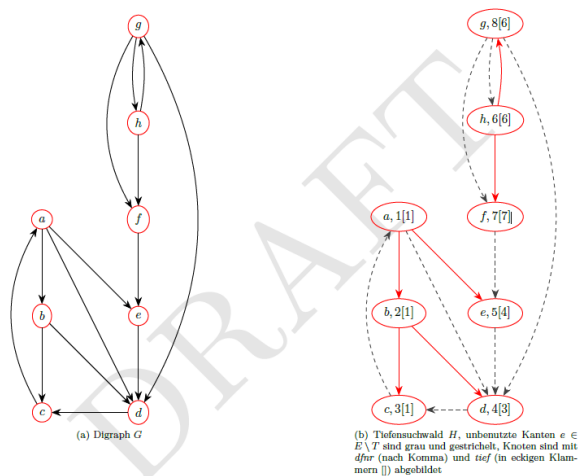 g
h
f
a
b
e
c
d
(a) Digraph G
g, 8[6]
h, 6[6]
f, 7[7]
a, 1[1]
b, 2[1]
e, 5[4]
c, 3[1]
d, 4[3]
(b) Tiefensuchwald H, unbenutzte Kanten e ∈
E \ T sind grau und gestrichelt, Knoten sind mit
dfnr (nach Komma) und tief (in eckigen Klam-
mern []) abgebildet
DRAFT